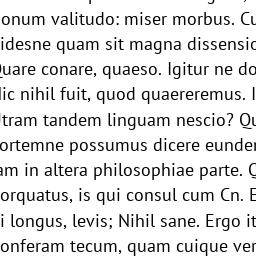 onum valitudo: miser morbus. Cu
idesne quam sit magna dissensio
Quare conare, quaeso. Igitur ne do
lic nihil fuit, quod quaereremus. I
Utram tandem linguam nescio? Qu
ortemne possumus dicere eunder
am in altera philosophiae parte. Q
orquatus, is qui consul cum Cn. E
i longus, levis; Nihil sane. Ergo it
onferam tecum, quam cuique ver